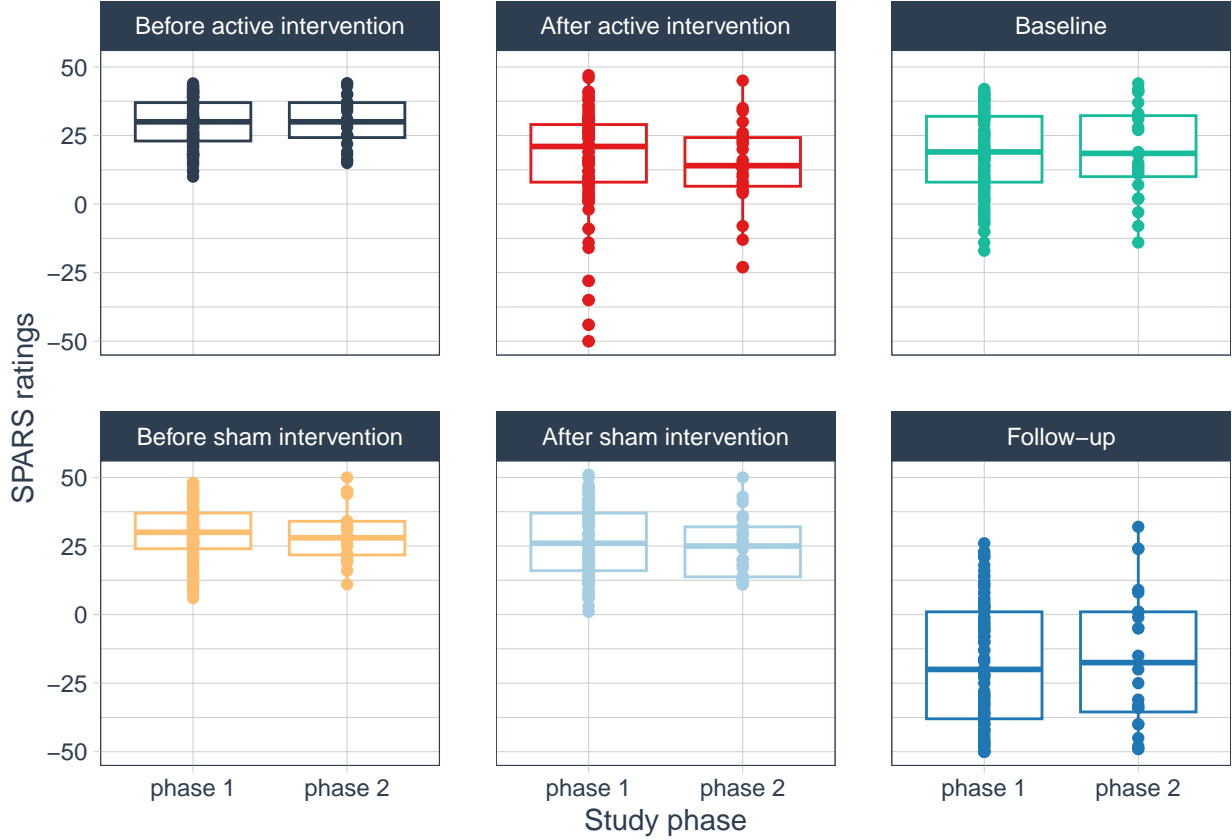 Before active intervention
After active intervention
Baseline
50
25
0
−25
−50
SPARS ratings
Before sham intervention
After sham intervention
Follow−up
50
25
0
−25
−50
phase 1
phase 2
phase 1
phase 2
phase 1
phase 2
Study phase